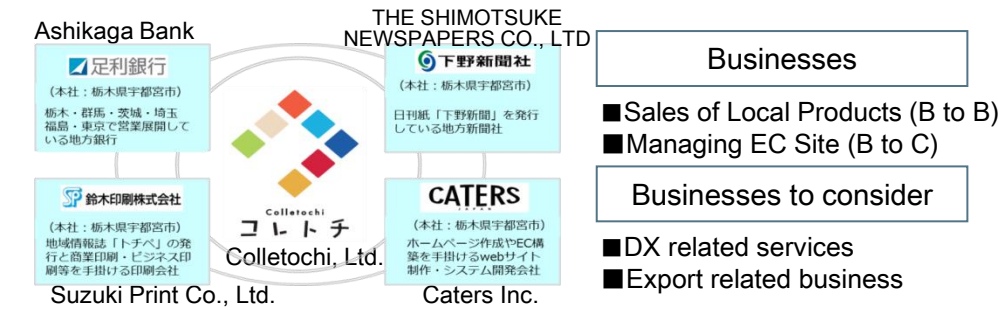 Ashikaga Bank
足利銀行
（本社：栃木県宇都宮市）
栃木・群馬・茨城・埼玉
福島・東京で営業展開して
いる地方銀行
THE SHIMOTSUKE
NEWSPAPERS CO., LTD
下野新聞社
（本社：栃木県宇都宮市）
日刊紙「下野新聞」を発行
している地方新聞社
SP 鈴木印刷株式会社
（本社：栃木県宇都宮市）
地域情報誌「トチペ」の発
行と商業印刷・ビジネス印
刷等を手掛ける印刷会社
Suzuki Print Co., Ltd.
Colletochi
コレトチ
Colletochi, Ltd.
CATERS
JAPAN
（本社：栃木県宇都宮市）
ホームページ作成やEC構
築を手掛けるwebサイト
制作・システム開発会社
Caters Inc.
Businesses
■Sales of Local Products (B to B)
■Managing EC Site (B to C)
Businesses to consider
■DX related services
■Export related business